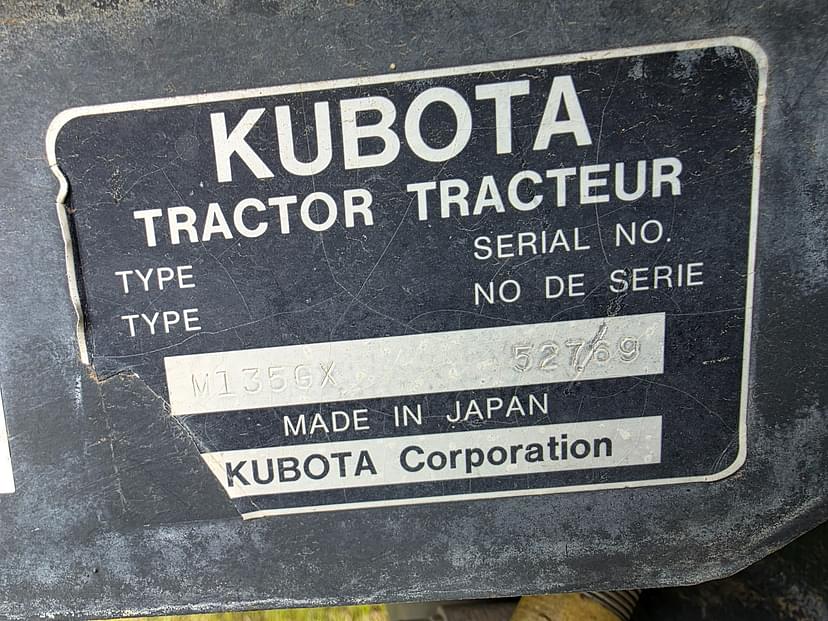 KUBOTA
TRACTOR TRACTEUR
TYPE SERIAL NO.
TYPE NO DE SERIE
M135GX 52769
MADE IN JAPAN
KUBOTA Corporation